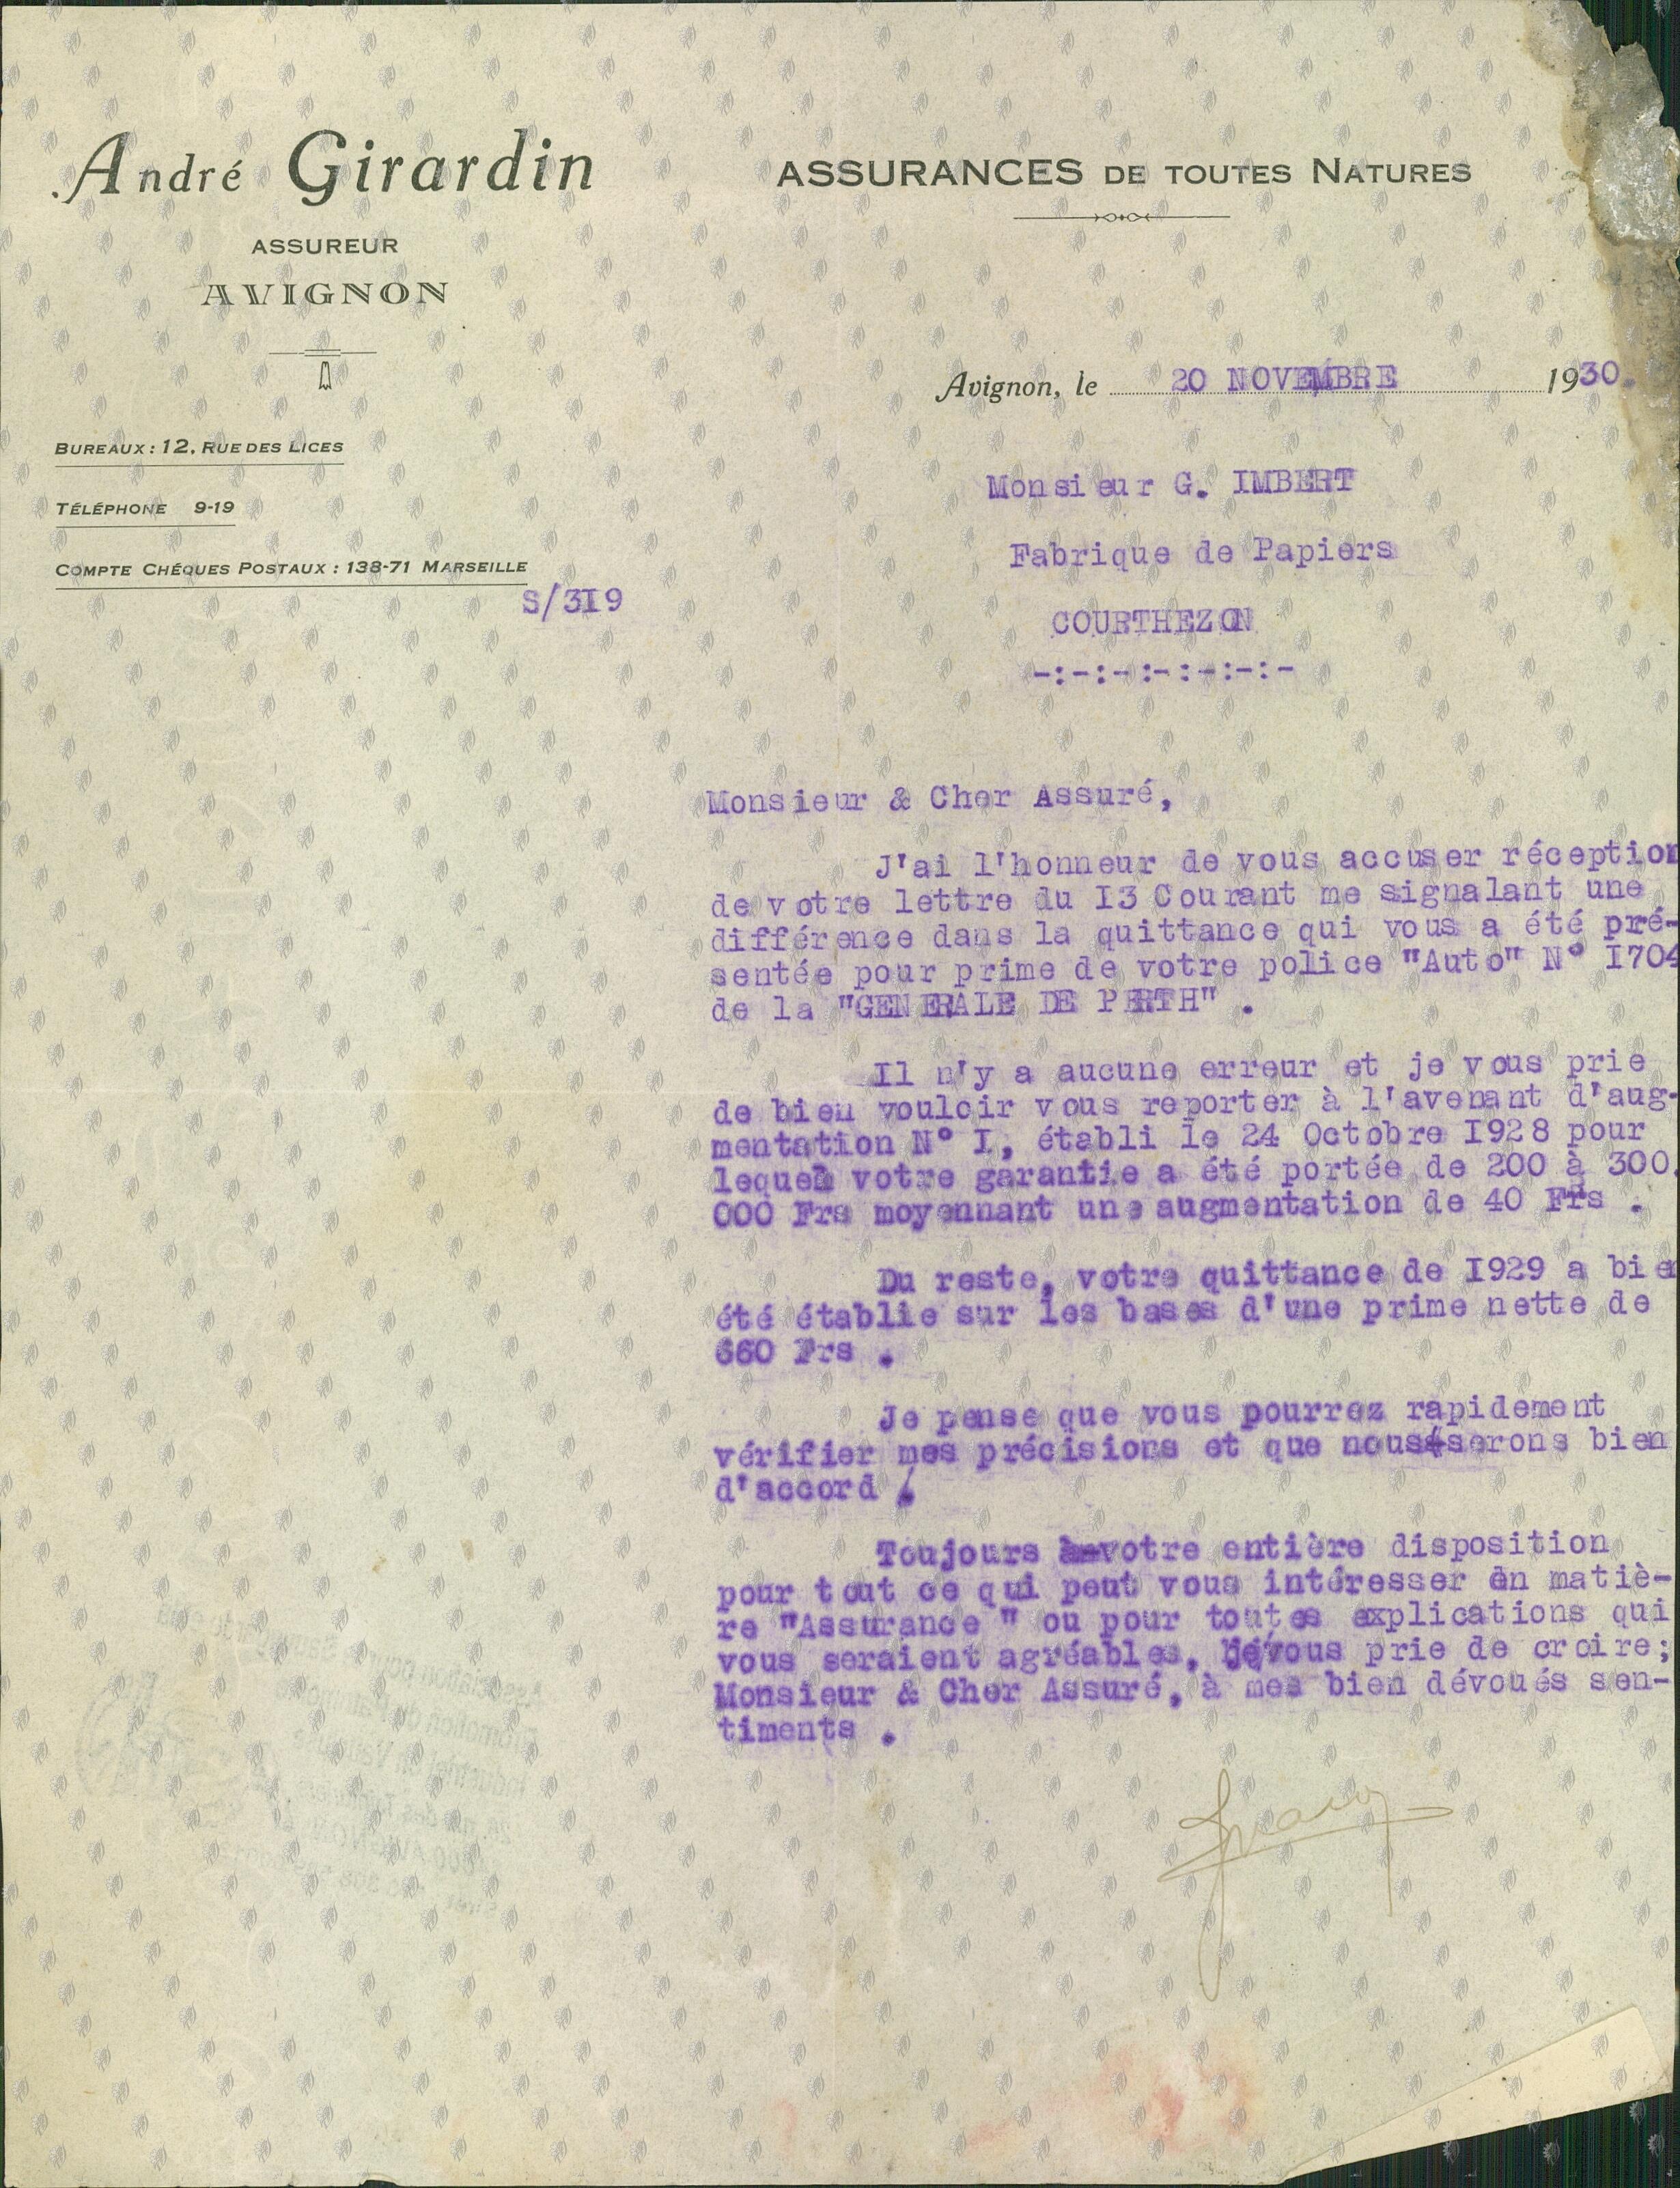 André Girardin
ASSUREUR
AVIGNON
BUREAUX : 12, RUE DES LICES
TÉLÉPHONE 9-19
COMPTE CHÉQUES POSTAUX : 138-71 MARSEILLE
S/3I9
ASSURANCES DE TOUTES NATURES
Avignon, le 20 NOVEMBRE 1930.
Monsieur G. IMBERT
Fabrique de Papiers
COURTHEZON
-:-:-:-:-:-:-
Monsieur & Cher Assuré,
J'ai l'honneur de vous accuser réception
de votre lettre du I3 Courant me signalant une
différence dans la quittance qui vous a été pré-
sentée pour prime de votre police "Auto" N° I704
de la "GENERALE DE PERTH" .
Il n'y a aucune erreur et je vous prie
de bien vouloir vous reporter à l'avenant d'aug-
mentation N° I, établi le 24 Octobre I928 pour
lequel votre garantie a été portée de 200 à 300.
000 Frs moyennant une augmentation de 40 Frs .
Du reste, votre quittance de I929 a bien
été établie sur les bases d'une prime nette de
660 Frs .
Je pense que vous pourrez rapidement
vérifier mes précisions et que nous serons bien
d'accord .
Toujours à votre entière disposition
pour tout ce qui peut vous intéresser en matiè-
re "Assurance " ou pour toutes explications qui
vous seraient agréables, je vous prie de croire;
Monsieur & Cher Assuré, à mes bien dévoués sen-
timents .